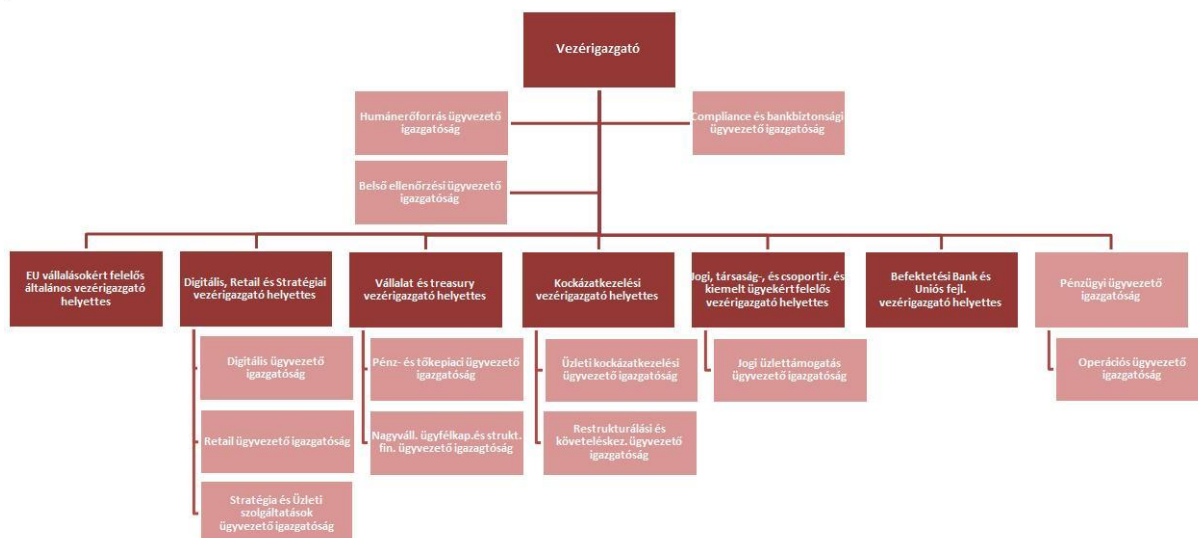 Vezérigazgató
Humánerőforrás ügyvezető
igazgatóság
Compliance és bankbiztonsági
ügyvezető igazgatóság
Belső ellenőrzési ügyvezető
igazgatóság
EU vállalásokért felelős
általános vezérigazgató
helyettes
Digitális, Retail és Stratégiai
vezérigazgató helyettes
Vállalat és treasury
vezérigazgató helyettes
Kockázatkezelési
vezérigazgató helyettes
Jogi, társaság-, és csoportir. és
kiemelt ügyekért felelős
vezérigazgató helyettes
Befektetési Bank és
Uniós fejl.
vezérigazgató helyettes
Pénzügyi ügyvezető
igazgatóság
Digitális ügyvezető
igazgatóság
Pénz- és tőkepiaci ügyvezető
igazgatóság
Üzleti kockázatkezelési
ügyvezető igazgatóság
Jogi üzlettámogatás
ügyvezető igazgatóság
Operációs ügyvezető
igazgatóság
Retail ügyvezető igazgatóság
Nagyváll. ügyfélkap.és strukt.
fin. ügyvezető igazagtóság
Restrukturálási és
követeléskez. ügyvezető
igazgatóság
Stratégia és Üzleti
szolgáltatások
ügyvezető igazgatóság